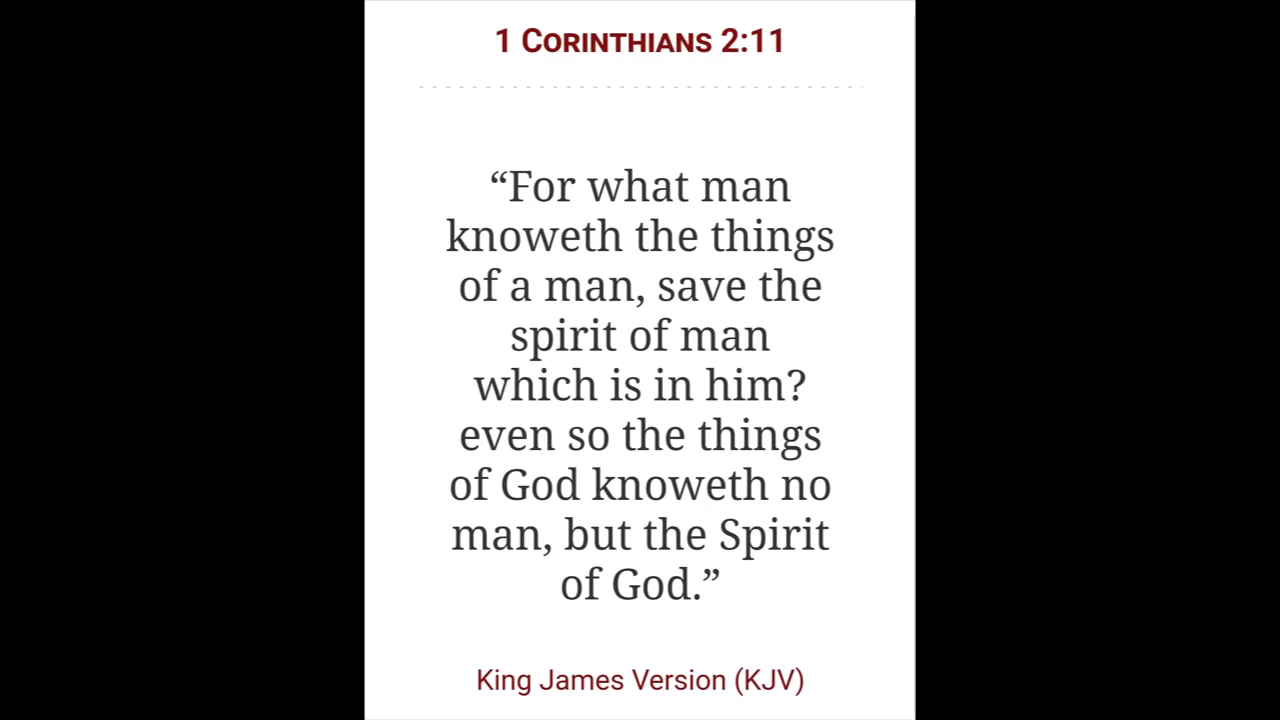 1 Corinthians 2:11
“For what man
knoweth the things
of a man, save the
spirit of man
which is in him?
even so the things
of God knoweth no
man, but the Spirit
of God.”
King James Version (KJV)